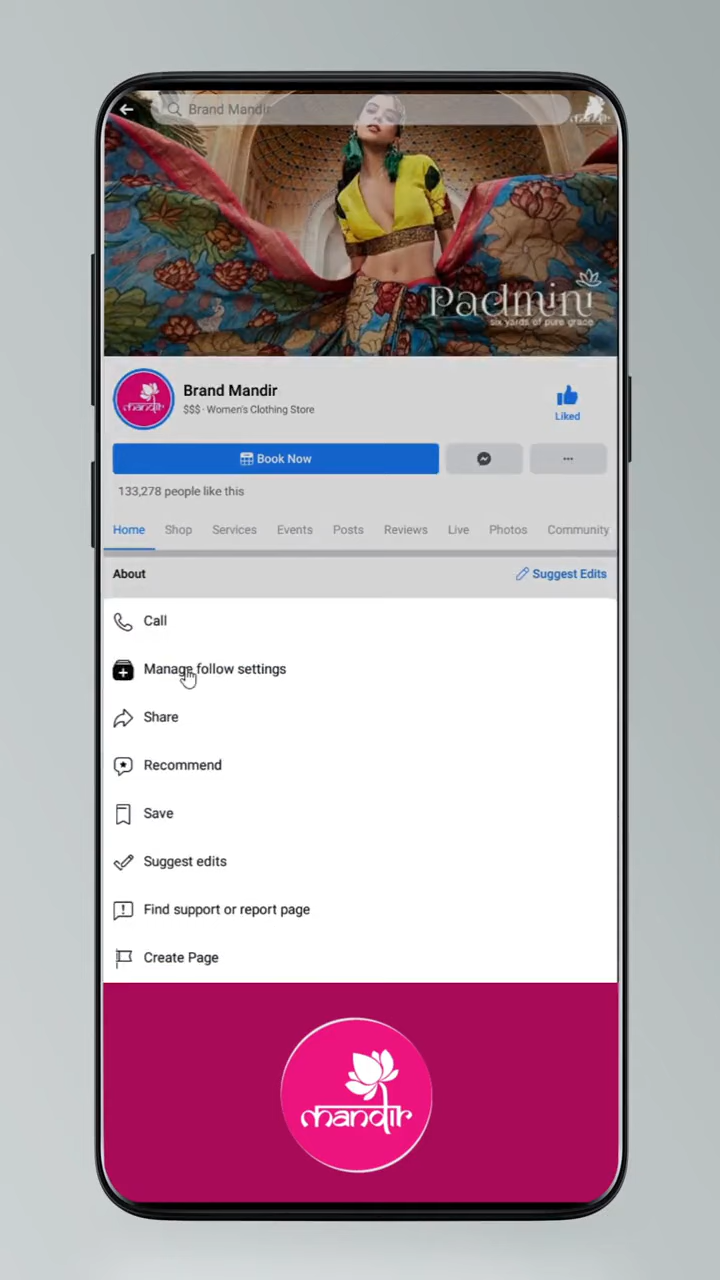 Brand Mandir
Padmini
six yards of pure grace
mandir
Brand Mandir
$$$ · Women's Clothing Store
Liked
Book Now
...
133,278 people like this
Home Shop Services Events Posts Reviews Live Photos Community
About
Suggest Edits
Call
Manage follow settings
Share
Recommend
Save
Suggest edits
Find support or report page
Create Page
mandir